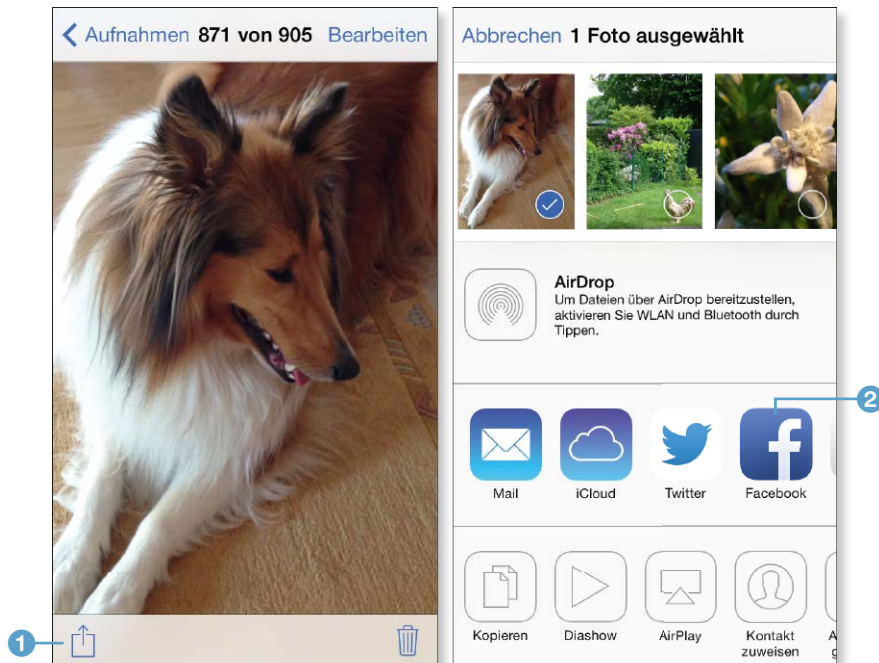 Aufnahmen 871 von 905 Bearbeiten
1
Abbrechen 1 Foto ausgewählt
AirDrop
Um Dateien über AirDrop bereitzustellen,
aktivieren Sie WLAN und Bluetooth durch
Tippen.
2
Mail iCloud Twitter Facebook
Kopieren Diashow AirPlay Kontakt
zuweisen